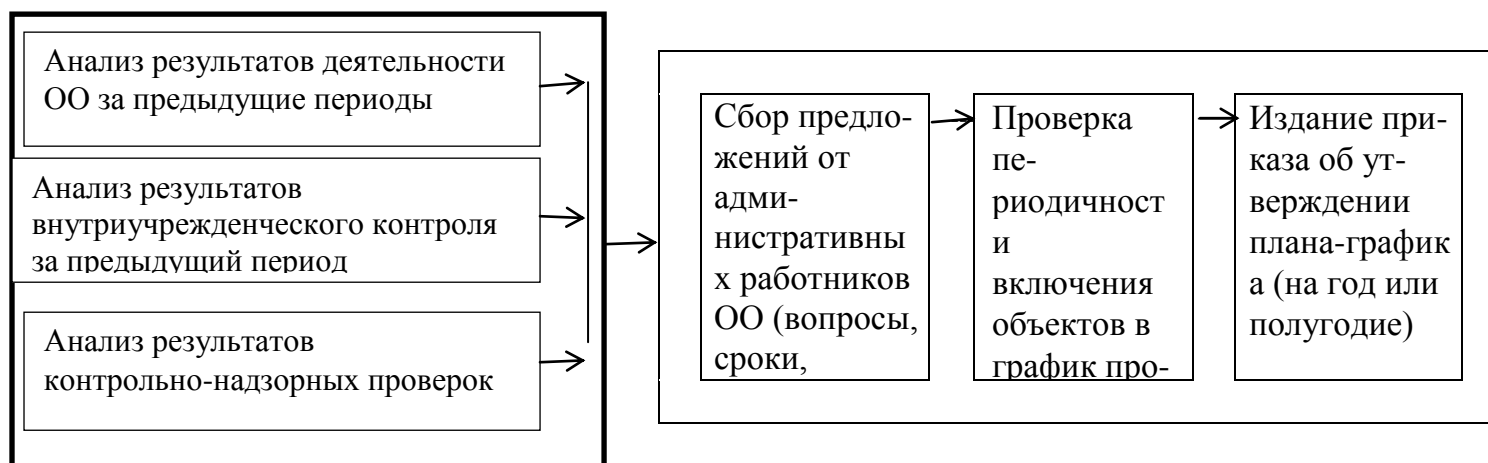 Анализ результатов деятельности
ОО за предыдущие периоды
Анализ результатов
внутриучрежденческого контроля
за предыдущий период
Анализ результатов
контрольно-надзорных проверок
Сбор предло-
жений от
адми-
нистративны
х работников
ОО (вопросы,
сроки,
Проверка
пе-
риодичност
и
включения
объектов в
график про-
Издание при-
каза об ут-
верждении
плана-график
а (на год или
полугодие)